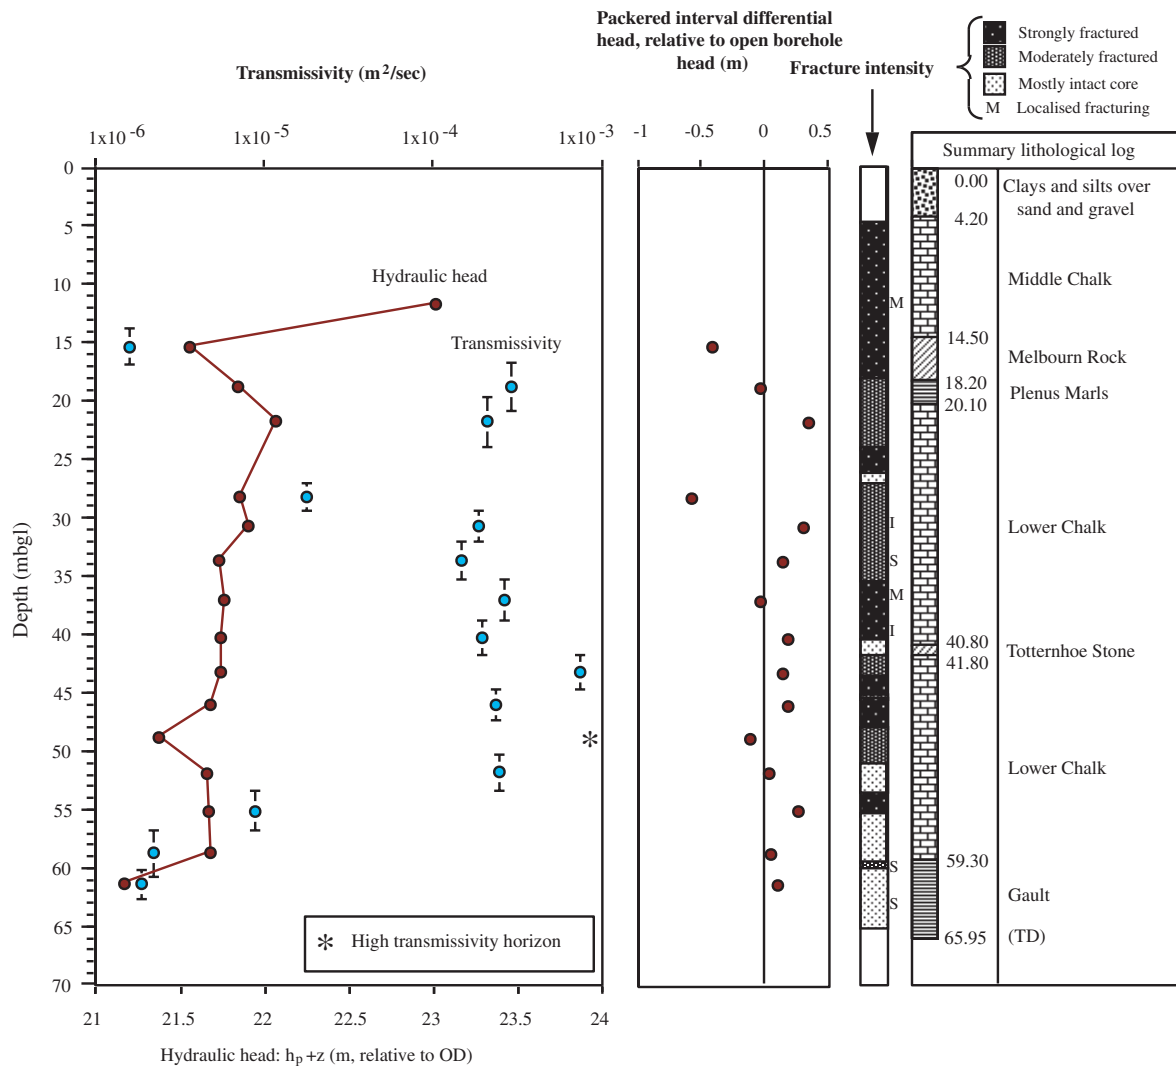 Packered interval differential
head, relative to open borehole
head (m)
Transmissivity (m2/sec)
Fracture intensity
Strongly fractured
Moderately fractured
Mostly intact core
M Localised fracturing
1x10-6 1x10-5 1x10-4 1x10-3
-1 -0.5 0 0.5
Summary lithological log
0
5
10
15
20
25
30
35
40
45
50
55
60
65
70
Depth (mbgl)
Hydraulic head
Transmissivity
* High transmissivity horizon
21 21.5 22 22.5 23 23.5 24
Hydraulic head: hp+z (m, relative to OD)
M
I
S
M
I
S
S
0.00 Clays and silts over
sand and gravel
4.20
Middle Chalk
14.50
Melbourn Rock
18.20
Plenus Marls
20.10
Lower Chalk
40.80
Totternhoe Stone
41.80
Lower Chalk
59.30
Gault
65.95 (TD)